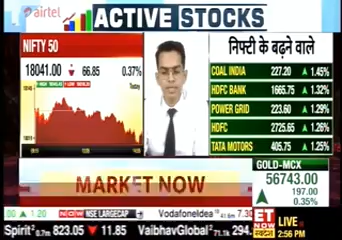 airtel
ACTIVE STOCKS
NIFTY 50
18041.00 66.85 0.37%
Today
निफ्टी के बढ़ने वाले
COAL INDIA 227.20 1.45%
HDFC BANK 1665.75 1.32%
POWER GRID 223.60 1.29%
HDFC 2725.65 1.26%
TATA MOTORS 405.75 1.25%
MARKET NOW
GOLD-MCX
56743.00
197.00
0.35%
ET NOW
LIVE
2:56 PM
NOW NSE LARGECAP VodafoneIdea
Spirit 823.05 11.85 VaibhavGlobal 294.